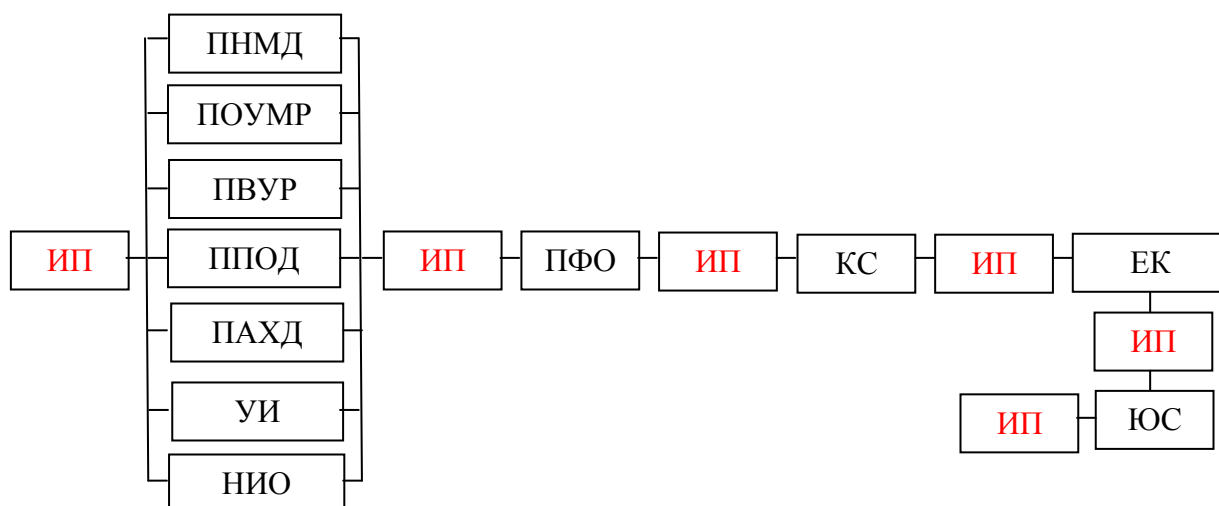 ПНМД
ПОУМР
ПВУР
ИП
ППОД
ИП
ПФО
ИП
КС
ИП
ЕК
ПАХД
ИП
УИ
ИП
ЮС
НИО